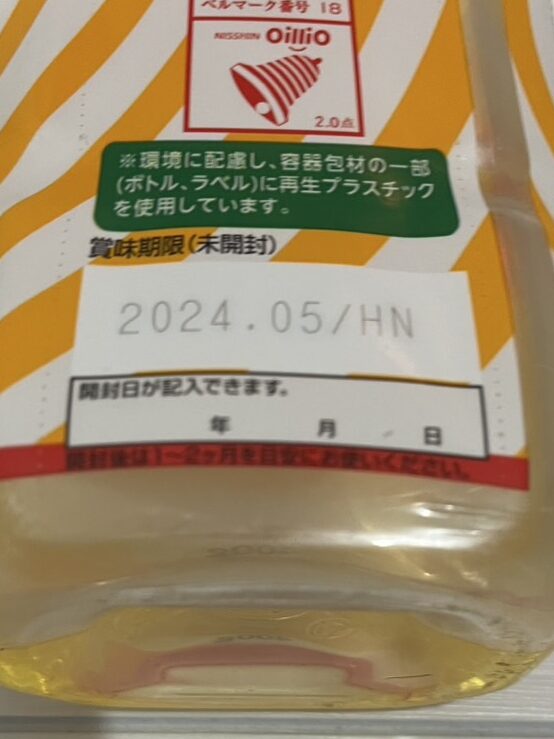 ベルマーク番号 18
NISSHIN OilliO
2.0点
※環境に配慮し、容器包材の一部
(ボトル、ラベル)に再生プラスチック
を使用しています。
賞味期限(未開封)
2024.05/HN
開封日が記入できます。
年 月 日
開封後は1~2ヶ月を目安にお使いください。